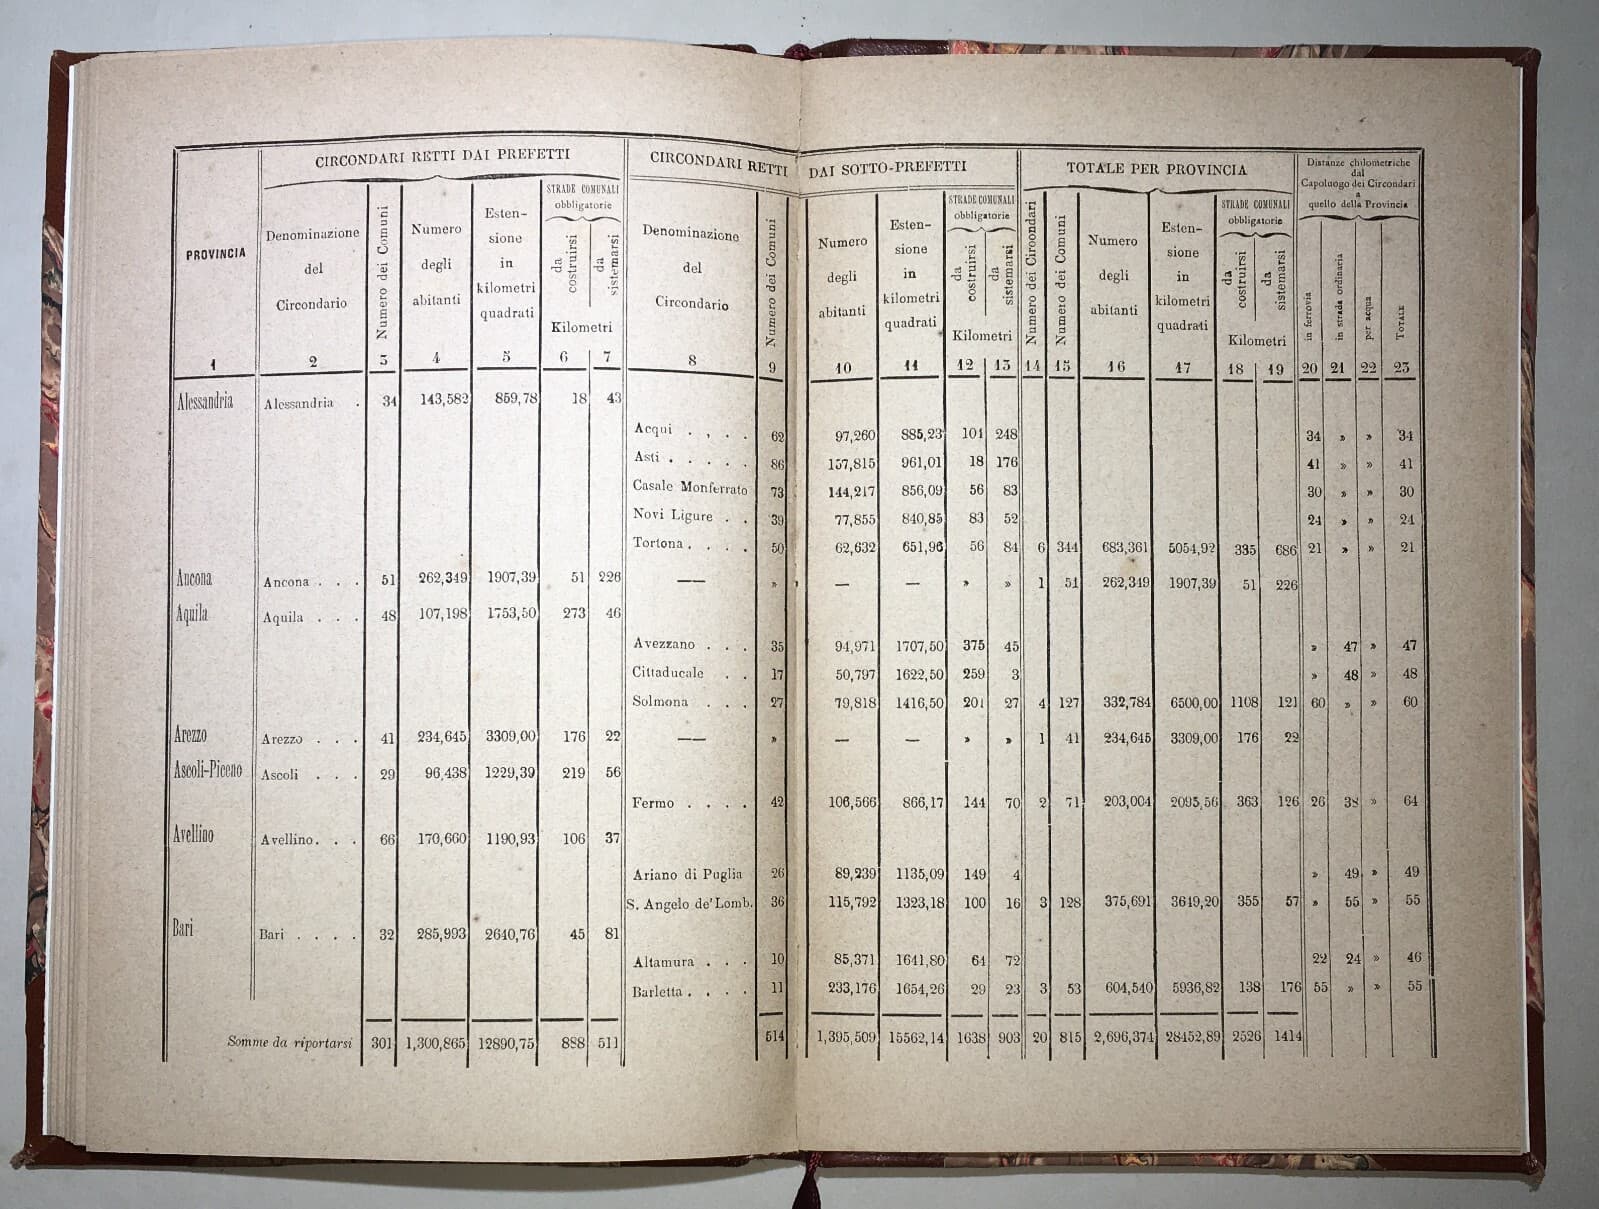 CIRCONDARI RETTI DAI PREFETTI
CIRCONDARI RETTI DAI SOTTO-PREFETTI
TOTALE PER PROVINCIA
Distanze chilometriche
dal
Capoluogo dei Circondari
a
quello della Provincia
PROVINCIA
Denominazione
del
Circondario
Numero dei Comuni
Numero
degli
abitanti
Esten-
sione
in
kilometri
quadrati
STRADE COMUNALI
obbligatorie
da
costruirsi
da
sistemarsi
Kilometri
Denominazione
del
Circondario
Numero dei Comuni
Numero
degli
abitanti
Esten-
sione
in
kilometri
quadrati
STRADE COMUNALI
obbligatorie
da
costruirsi
da
sistemarsi
Kilometri
Numero dei Circondari
Numero dei Comuni
Numero
degli
abitanti
Esten-
sione
in
kilometri
quadrati
STRADE COMUNALI
obbligatorie
da
costruirsi
da
sistemarsi
Kilometri
in ferrovia
in strada ordinaria
per acqua
TOTALE
1 2 3 4 5 6 7 8 9 10 11 12 13 14 15 16 17 18 19 20 21 22 23
Alessandria Alessandria . 34 143,582 859,78 18 43
Acqui . , . . 62 97,260 885,23 101 248 34 » » 34
Asti . . . . . 86 157,815 961,01 18 176 41 » » 41
Casale Monferrato 73 144,217 856,09 56 83 30 » » 30
Novi Ligure . . 39 77,855 840,85 83 52 24 » » 24
Tortona . . . . 50 62,632 651,96 56 84 6 344 683,361 5054,92 335 686 21 » » 21
Ancona Ancona . . . 51 262,349 1907,39 51 226 — » — — » » 1 51 262,349 1907,39 51 226
Aquila Aquila . . . 48 107,198 1753,50 273 46
Avezzano . . . 35 94,971 1707,50 375 45 » 47 » 47
Cittaducale . . 17 50,797 1622,50 259 3 » 48 » 48
Solmona . . . 27 79,818 1416,50 201 27 4 127 332,784 6500,00 1108 121 60 » » 60
Arezzo Arezzo . . . 41 234,645 3309,00 176 22 — » — — » » 1 41 234,645 3309,00 176 22
Ascoli-Piceno Ascoli . . . 29 96,438 1229,39 219 56
Fermo . . . . 42 106,566 866,17 144 70 2 71 203,004 2095,56 363 126 26 38 » 64
Avellino Avellino . . . 66 170,660 1190,93 106 37
Ariano di Puglia 26 89,239 1135,09 149 4 » 49 » 49
S. Angelo de' Lomb. 36 115,792 1323,18 100 16 3 128 375,691 3649,20 355 57 » 55 » 55
Bari Bari . . . . 32 285,993 2640,76 45 81
Altamura . . . 10 85,371 1641,80 64 72 22 24 » 46
Barletta . . . . 11 233,176 1654,26 29 23 3 53 604,540 5936,82 138 176 55 » » 55
Somme da riportarsi 301 1,300,865 12890,75 888 511 514 1,395,509 15562,14 1638 903 20 815 2,696,374 28452,89 2526 1414